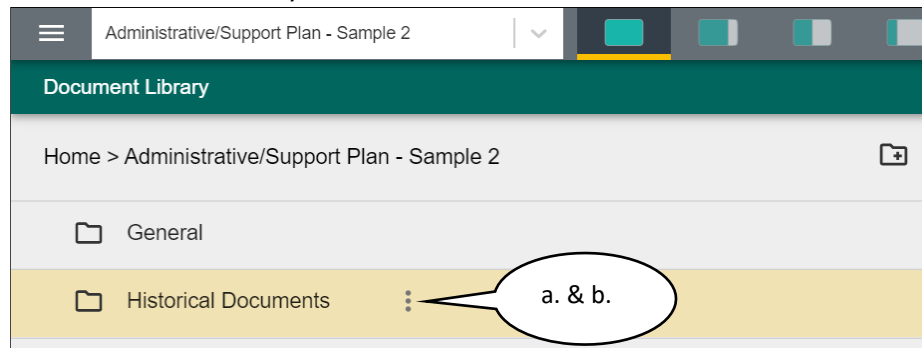 Administrative/Support Plan - Sample 2
Document Library
Home > Administrative/Support Plan - Sample 2
General
Historical Documents
a. & b.